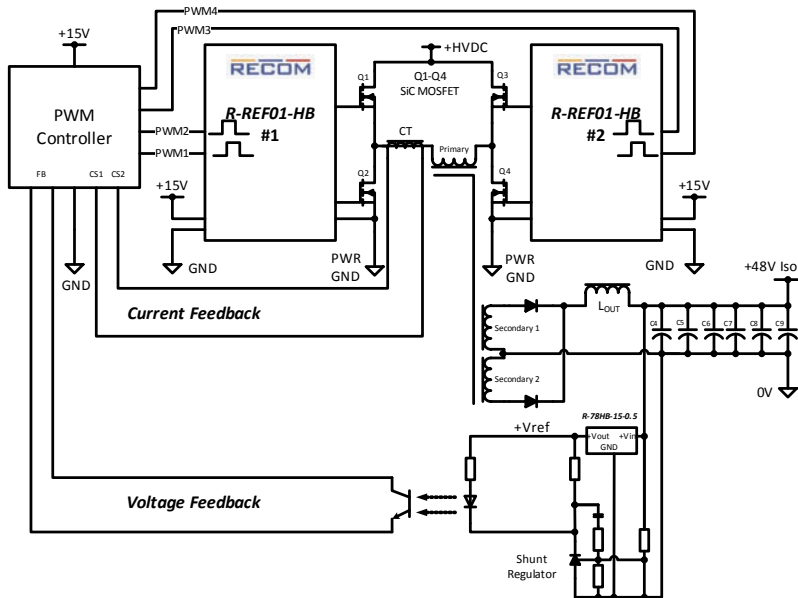 PWM4
PWM3
+15V
PWM
Controller
PWM2
PWM1
FB
CS1
CS2
+15V
GND
GND
RECOM
R-REF01-HB
#1
+HVDC
Q1-Q4
SiC MOSFET
Q1
Q3
CT
Primary
Q2
Q4
PWR
GND
PWR
GND
RECOM
R-REF01-HB
#2
+15V
GND
Current Feedback
+48V Iso
LOUT
Secondary 1
Secondary 2
C4
C5
C6
C7
C8
C9
0V
R-78HB-15-0.5
+Vref
+Vout
+Vin
GND
Voltage Feedback
Shunt
Regulator